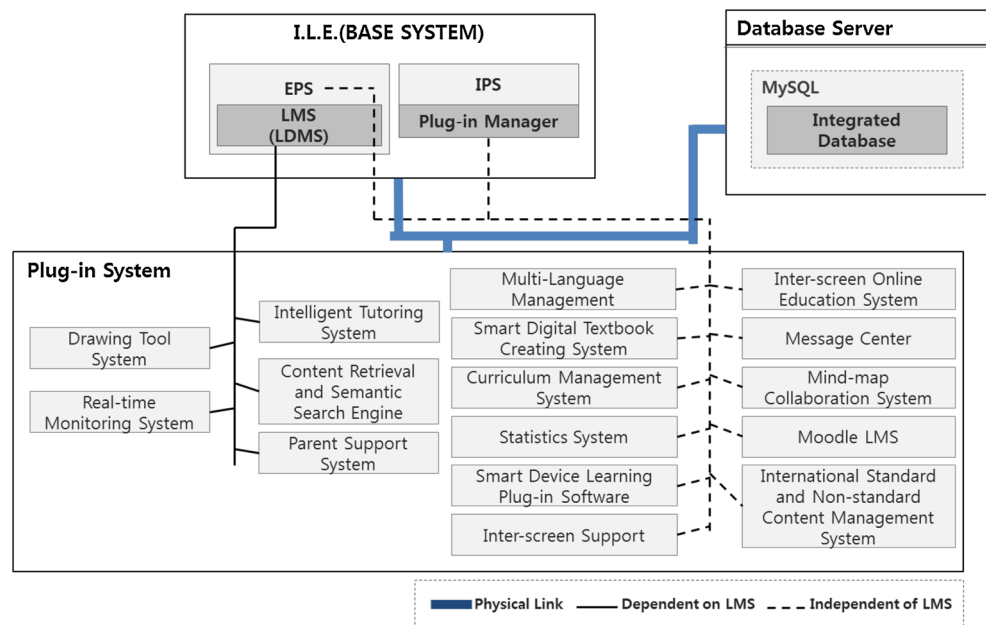 I.L.E.(BASE SYSTEM)
EPS
LMS
(LDMS)
IPS
Plug-in Manager
Database Server
MySQL
Integrated
Database
Plug-in System
Drawing Tool
System
Real-time
Monitoring System
Intelligent Tutoring
System
Content Retrieval
and Semantic
Search Engine
Parent Support
System
Multi-Language
Management
Smart Digital Textbook
Creating System
Curriculum Management
System
Statistics System
Smart Device Learning
Plug-in Software
Inter-screen Support
Inter-screen Online
Education System
Message Center
Mind-map
Collaboration System
Moodle LMS
International Standard
and Non-standard
Content Management
System
Physical Link
Dependent on LMS
Independent of LMS